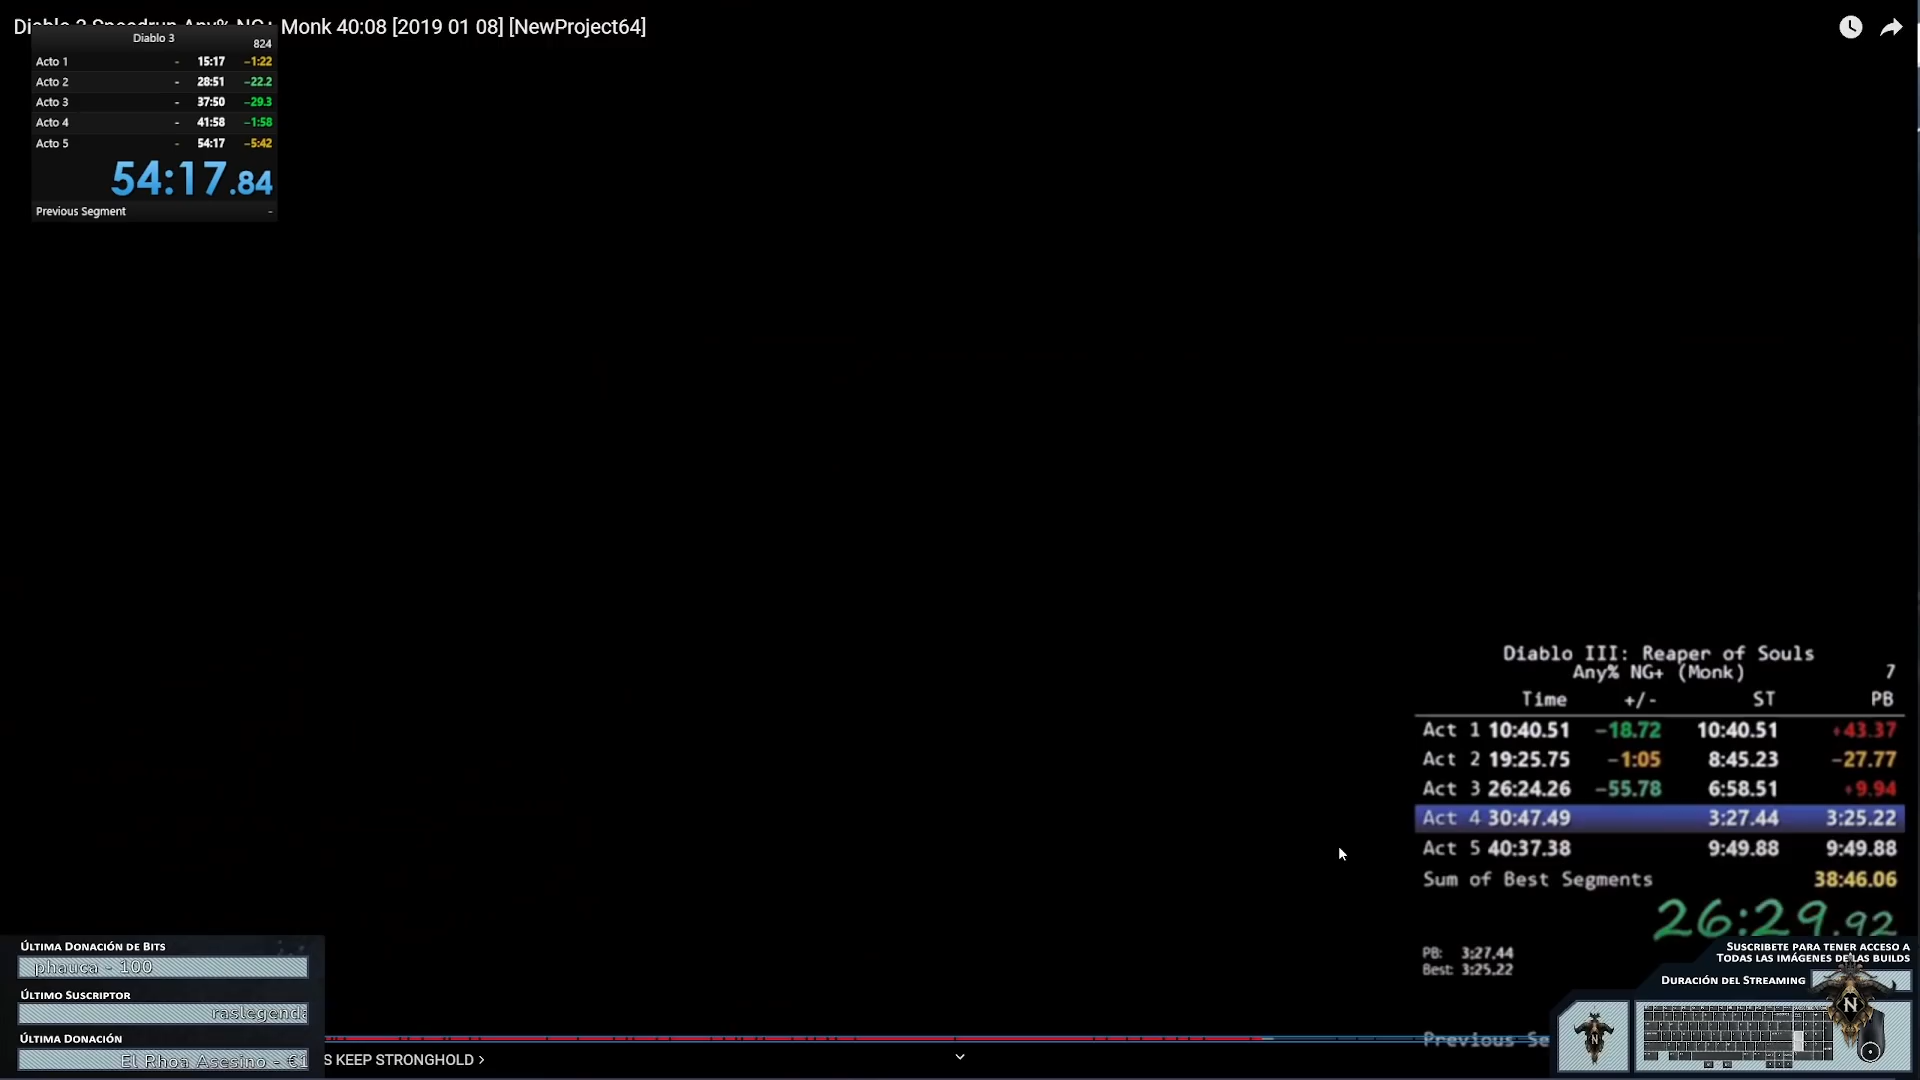 Monk 40:08 [2019 01 08] [NewProject64]
Diablo 3
824
Acto 1 - 15:17 -1:22
Acto 2 - 28:51 -22.2
Acto 3 - 37:50 -29.3
Acto 4 - 41:58 -1:58
Acto 5 - 54:17 -5:42
54:17.84
Previous Segment -
Diablo III: Reaper of Souls
Any% NG+ (Monk) 7
Time +/- ST PB
Act 1 10:40.51 -18.72 10:40.51 +43.37
Act 2 19:25.75 -1:05 8:45.23 -27.77
Act 3 26:24.26 -55.78 6:58.51 +9.94
Act 4 30:47.49 3:27.44 3:25.22
Act 5 40:37.38 9:49.88 9:49.88
Sum of Best Segments 38:46.06
26:29.92
PB: 3:27.44
Best: 3:25.22
Previous Se
Última Donación de Bits
phauca - 100
Último Suscriptor
raslegenda
Última Donación
El Rhoa Asesino - €1
S KEEP STRONGHOLD >
Suscribete para tener acceso a
Todas las imágenes de las builds
Duración del Streaming
N
N